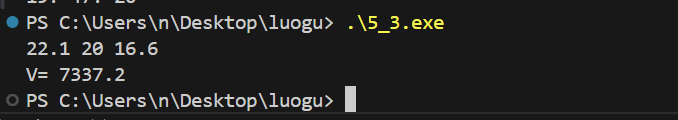 PS C:\Users\n\Desktop\luogu> .\5_3.exe
22.1 20 16.6
V= 7337.2
PS C:\Users\n\Desktop\luogu>